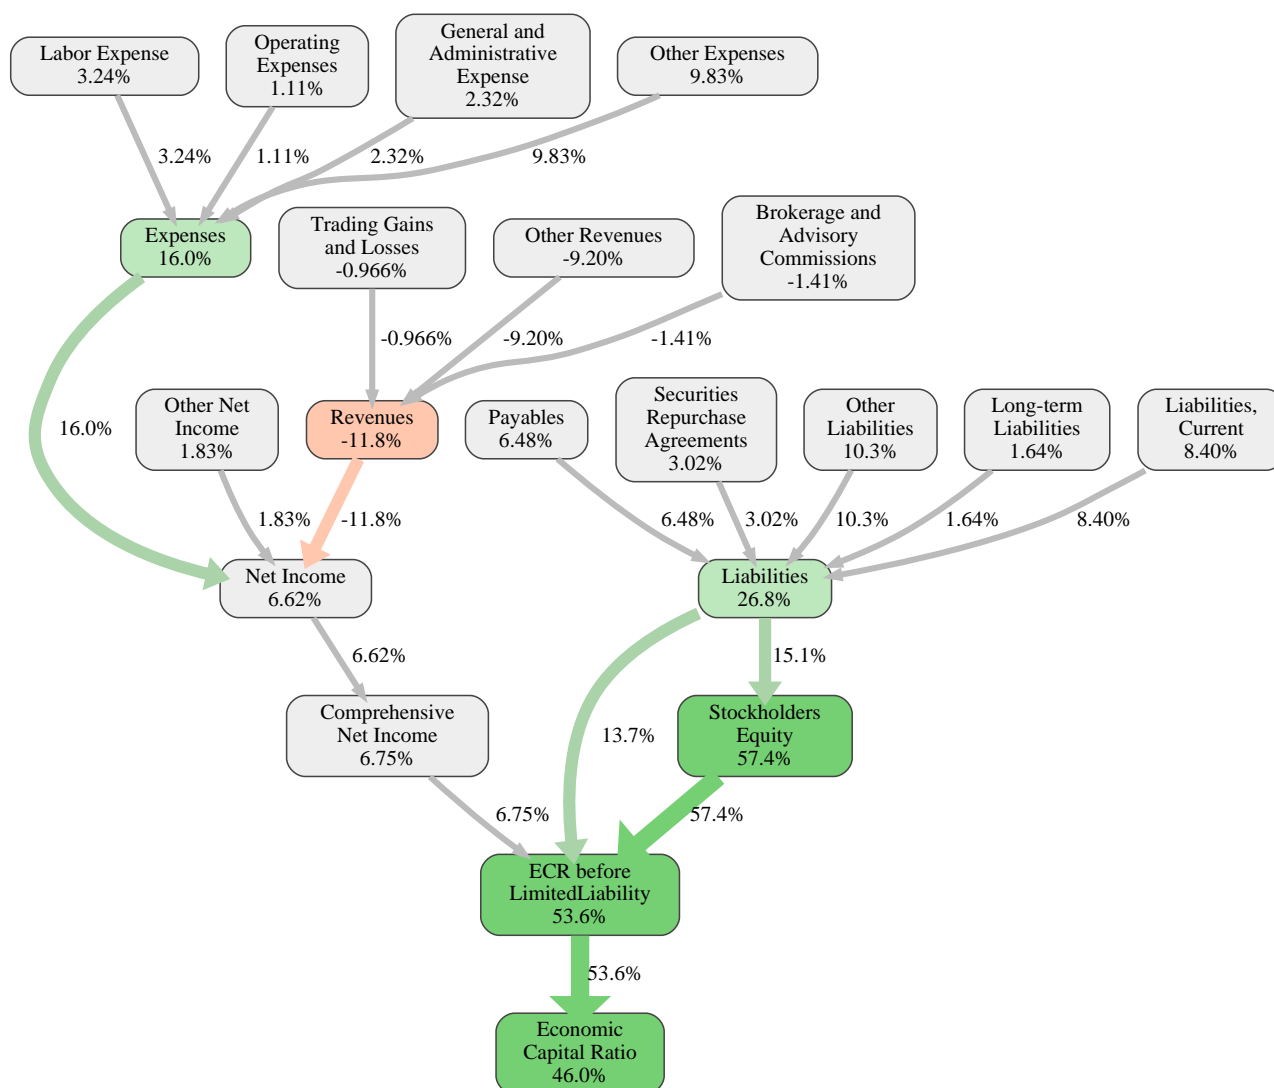 Labor Expense
3.24%
Operating
Expenses
1.11%
General and
Administrative
Expense
2.32%
Other Expenses
9.83%
3.24%
1.11%
2.32%
9.83%
Expenses
16.0%
Trading Gains
and Losses
-0.966%
Other Revenues
-9.20%
Brokerage and
Advisory
Commissions
-1.41%
-0.966%
-9.20%
-1.41%
16.0%
Other Net
Income
1.83%
Revenues
-11.8%
Payables
6.48%
Securities
Repurchase
Agreements
3.02%
Other
Liabilities
10.3%
Long-term
Liabilities
1.64%
Liabilities,
Current
8.40%
1.83%
-11.8%
6.48%
3.02%
10.3%
1.64%
8.40%
Net Income
6.62%
Liabilities
26.8%
6.62%
15.1%
Comprehensive
Net Income
6.75%
13.7%
Stockholders
Equity
57.4%
6.75%
57.4%
ECR before
LimitedLiability
53.6%
53.6%
Economic
Capital Ratio
46.0%